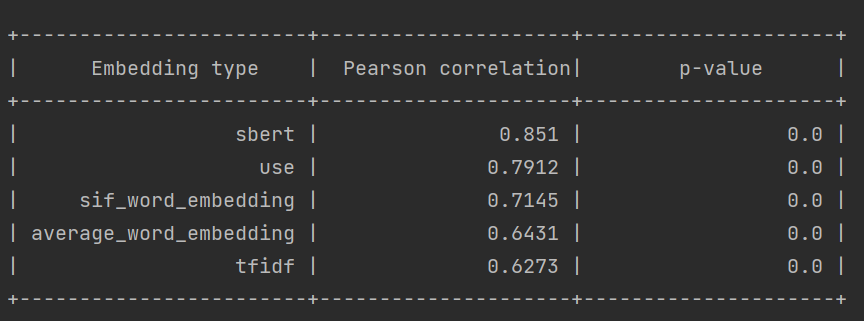 +------------------------+---------------------+---------------------+
|      Embedding type    |  Pearson correlation|        p-value      |
+------------------------+---------------------+---------------------+
|                  sbert |               0.851 |                 0.0 |
|                    use |              0.7912 |                 0.0 |
|     sif_word_embedding |              0.7145 |                 0.0 |
| average_word_embedding |              0.6431 |                 0.0 |
|                  tfidf |              0.6273 |                 0.0 |
+------------------------+---------------------+---------------------+